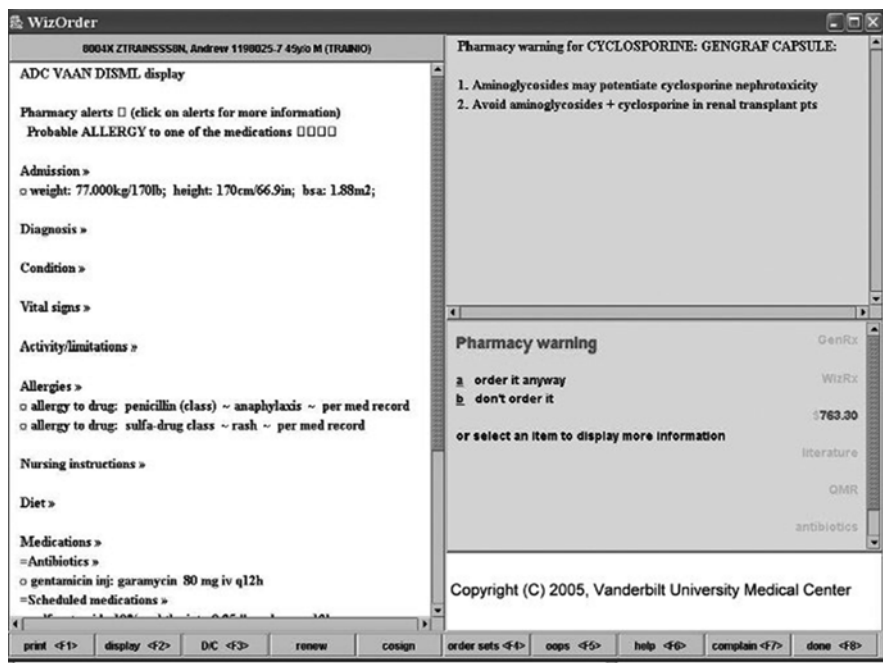 WizOrder
8004X ZTRAINSSS8N, Andrew 1198025-7 45y/o M (TRAINIO)
ADC VAAN DISML display
Pharmacy alerts (click on alerts for more information)
Probable ALLERGY to one of the medications
Admission »
weight: 77.000kg/170lb; height: 170cm/66.9in; bsa: 1.88m2;
Diagnosis »
Condition »
Vital signs »
Activity/limitations »
Allergies »
allergy to drug: penicillin (class) ~ anaphylaxis ~ per med record
allergy to drug: sulfa-drug class ~ rash ~ per med record
Nursing instructions »
Diet »
Medications »
=Antibiotics »
gentamicin inj: garamycin 80 mg iv q12h
=Scheduled medications »
Pharmacy warning for CYCLOSPORINE: GENGRAF CAPSULE:
1. Aminoglycosides may potentiate cyclosporine nephrotoxicity
2. Avoid aminoglycosides + cyclosporine in renal transplant pts
Pharmacy warning
a order it anyway
b don't order it
or select an item to display more information
GenRx
WizRx
$763.30
literature
QMR
antibiotics
Copyright (C) 2005, Vanderbilt University Medical Center
print <F1> display <F2> D/C <F3> renew cosign order sets <F4> oops <F5> help <F6> complain <F7> done <F8>